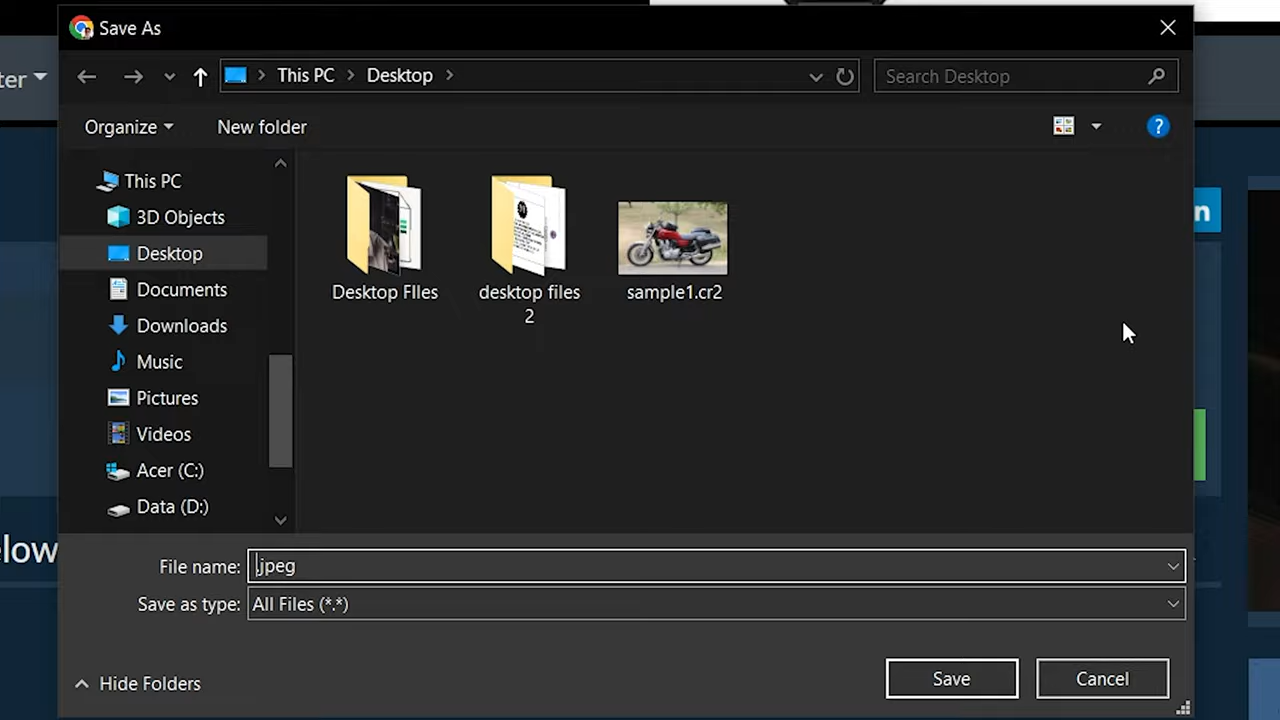 Save As
ter
This PC
Desktop
Search Desktop
Organize
New folder
?
This PC
3D Objects
Desktop
Documents
Downloads
Music
Pictures
Videos
Acer (C:)
Data (D:)
Desktop FIles
desktop files
2
sample1.cr2
n
elow
File name:
.jpeg
Save as type:
All Files (*.*)
Hide Folders
Save
Cancel